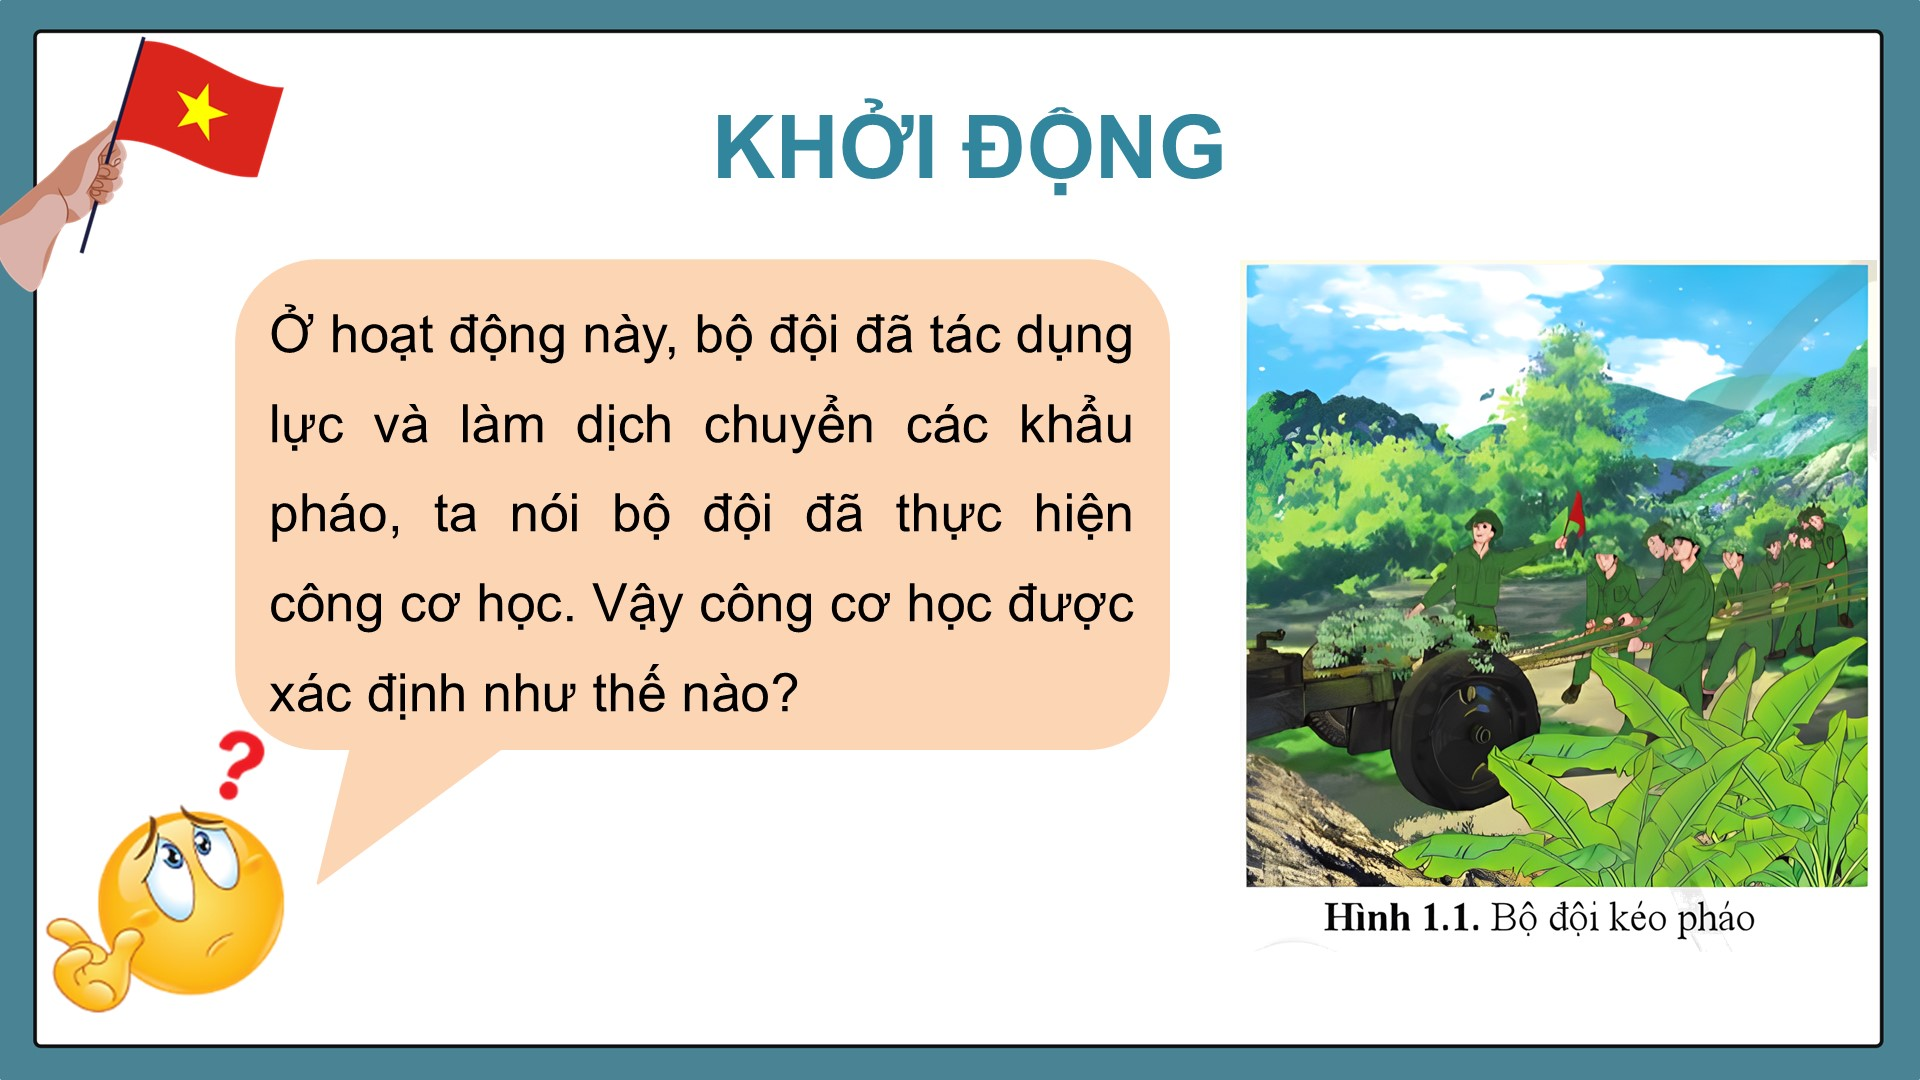 KHỞI ĐỘNG
Ở hoạt động này, bộ đội đã tác dụng
lực và làm dịch chuyển các khẩu
pháo, ta nói bộ đội đã thực hiện
công cơ học. Vậy công cơ học được
xác định như thế nào?
?
Hình 1.1. Bộ đội kéo pháo